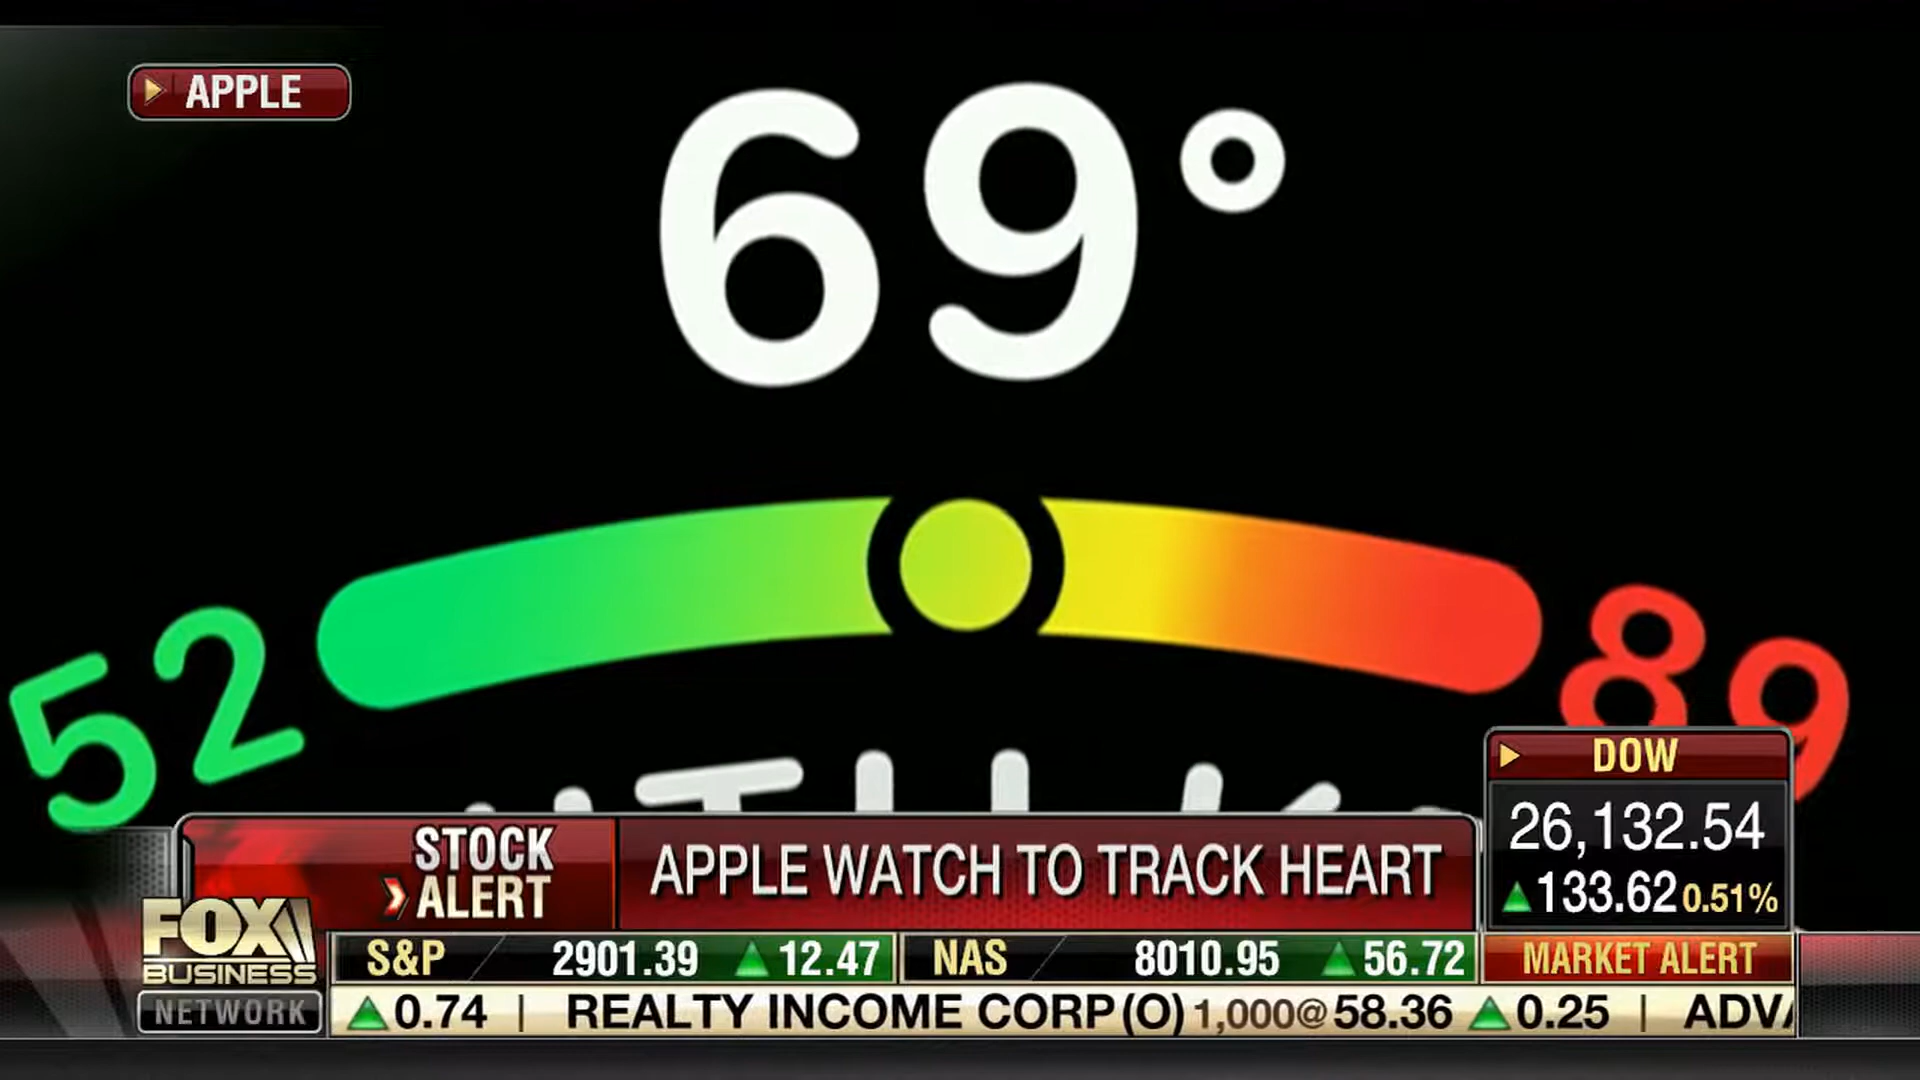 APPLE
69°
52
89
DOW
26,132.54
133.62 0.51%
STOCK ALERT
APPLE WATCH TO TRACK HEART
FOX BUSINESS NETWORK
S&P 2901.39 12.47 NAS 8010.95 56.72 MARKET ALERT
0.74 | REALTY INCOME CORP (O) 1,000@58.36 0.25 |